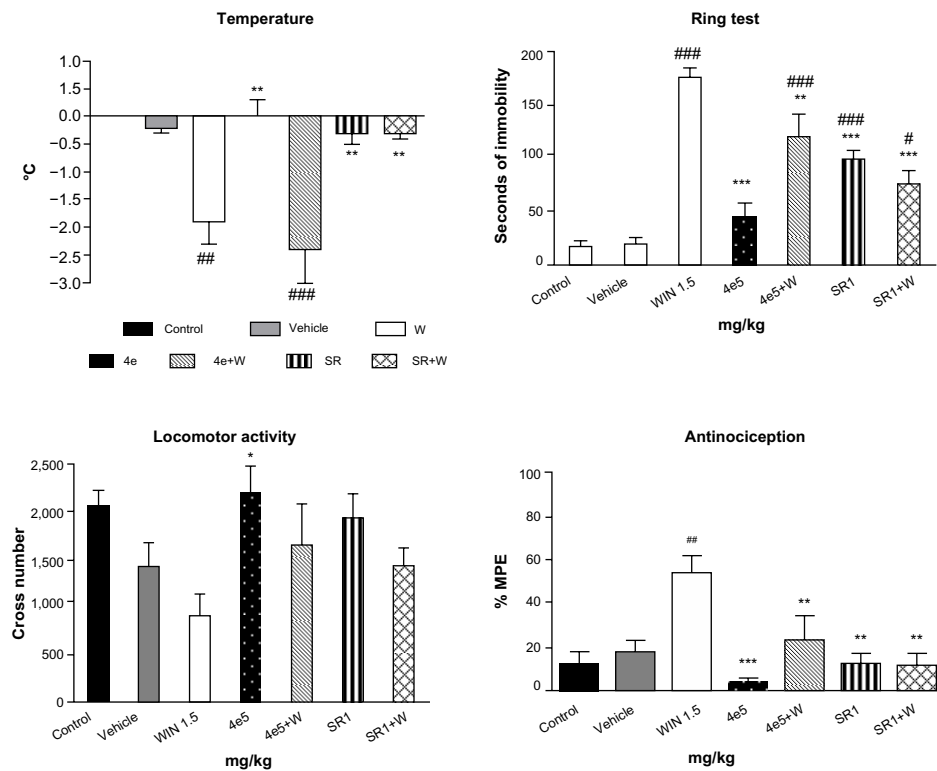 Temperature
1.0
1.5
0.0
−0.5
−1.0
−1.5
−2.0
−2.5
−3.0
°C
**
##
###
**
**
Control
Vehicle
W
4e
4e+W
SR
SR+W
Ring test
200
150
100
50
0
Seconds of immobility
###
***
###
**
###
***
#
***
Control
Vehicle
WIN 1.5
4e5
4e5+W
SR1
SR1+W
mg/kg
Locomotor activity
2,500
2,000
1,500
1,000
500
0
Cross number
*
Control
Vehicle
WIN 1.5
4e5
4e5+W
SR1
SR1+W
mg/kg
Antinociception
100
80
60
40
20
0
% MPE
##
***
**
**
**
Control
Vehicle
WIN 1.5
4e5
4e5+W
SR1
SR1+W
mg/kg